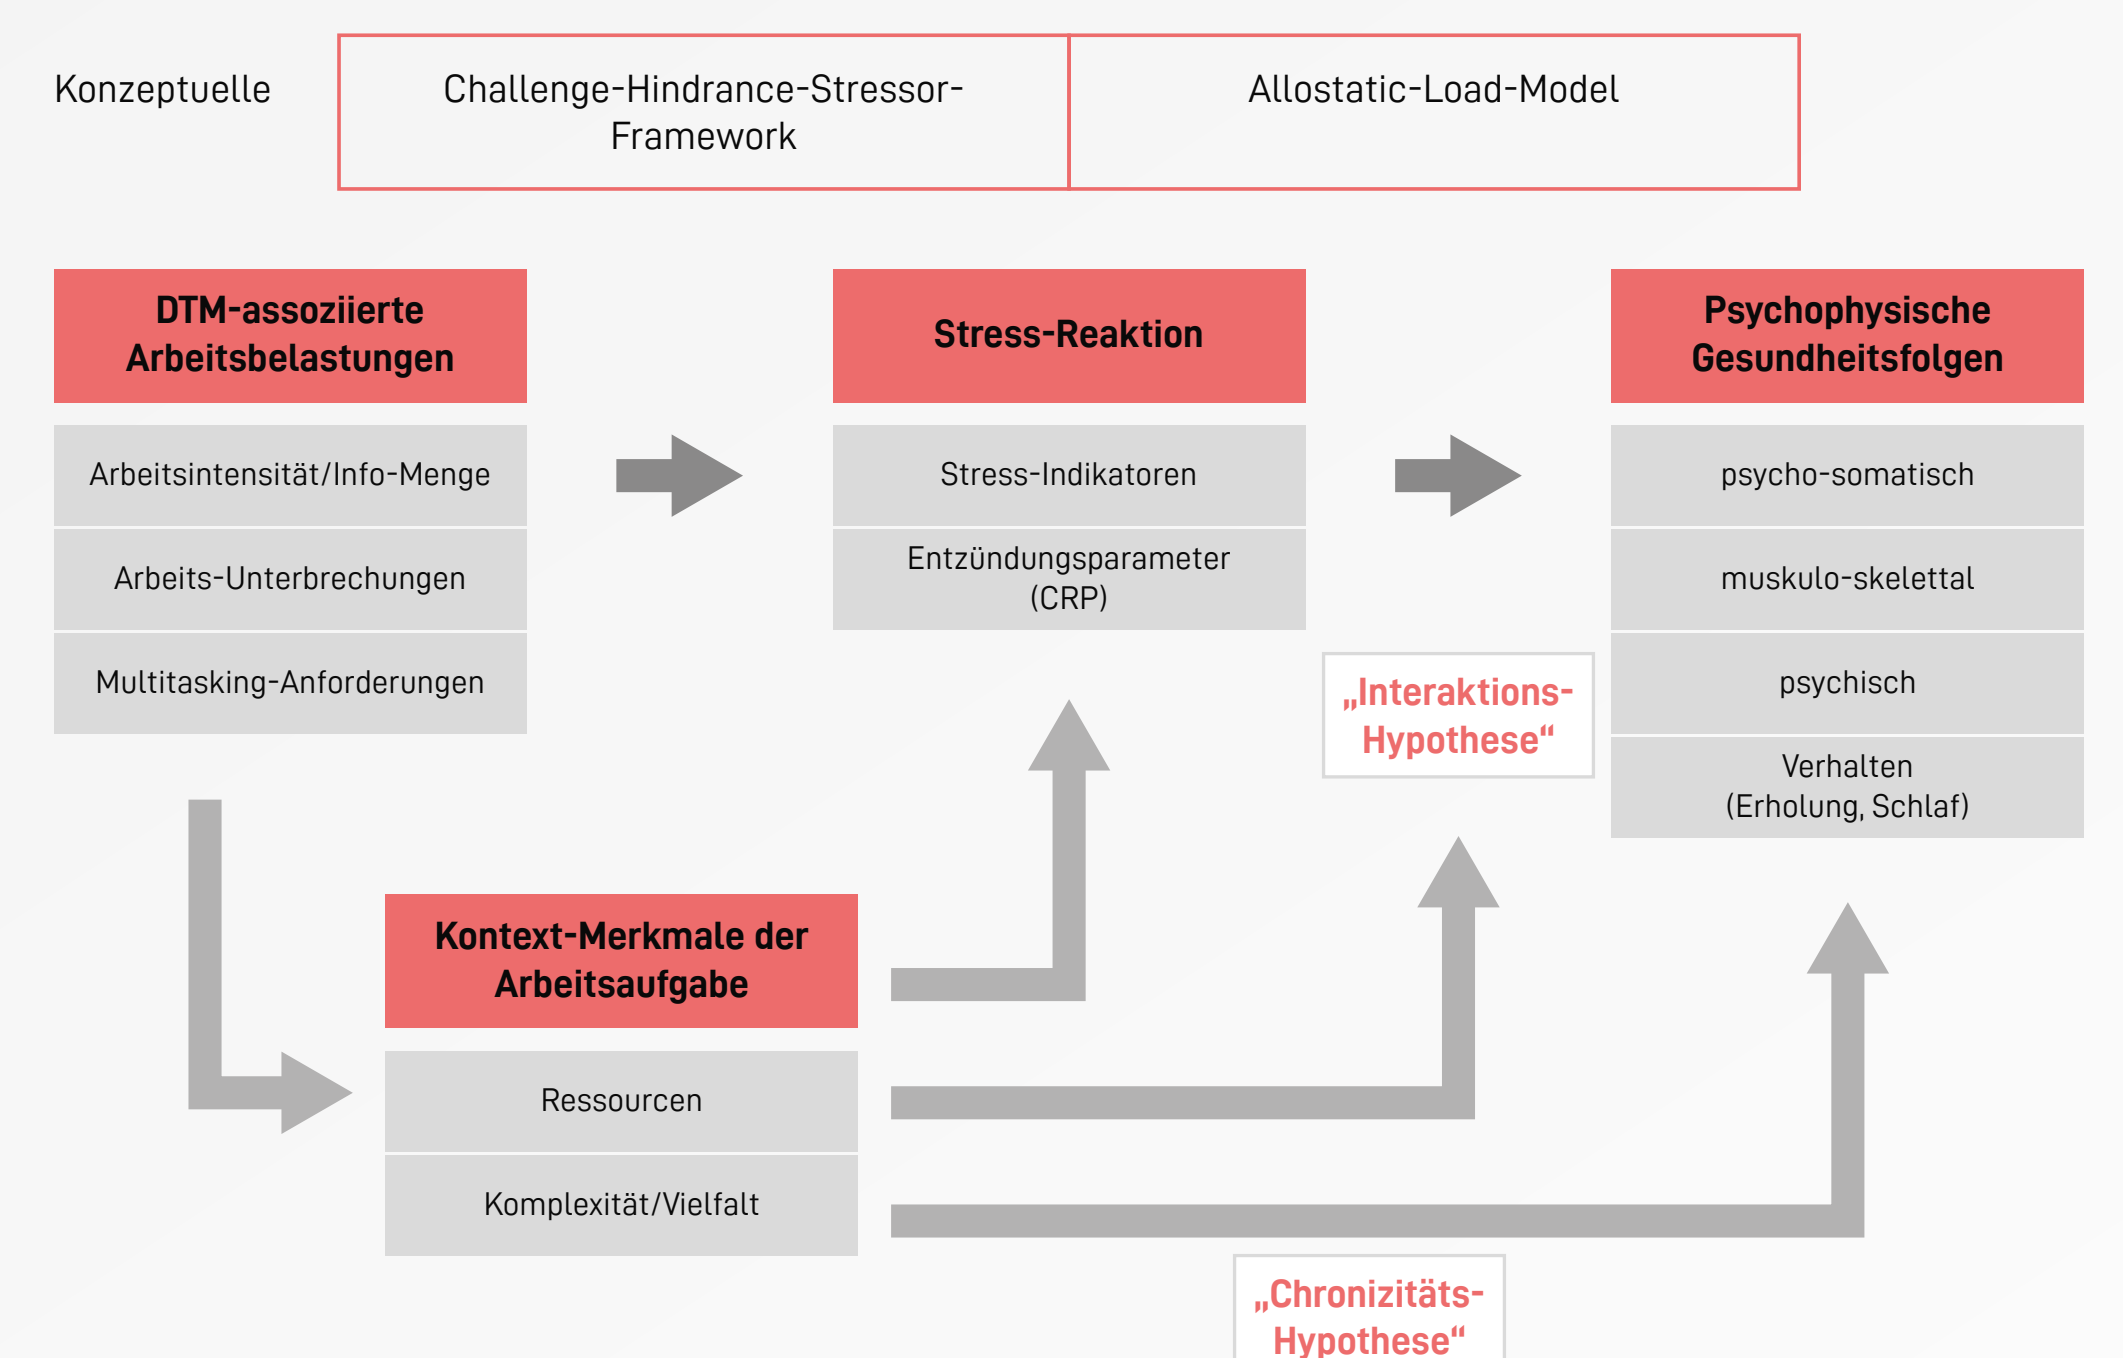 Konzeptuelle
Challenge-Hindrance-Stressor-
Framework
Allostatic-Load-Model
DTM-assoziierte
Arbeitsbelastungen
Arbeitsintensität/Info-Menge
Arbeits-Unterbrechungen
Multitasking-Anforderungen
Stress-Reaktion
Stress-Indikatoren
Entzündungsparameter
(CRP)
Psychophysische
Gesundheitsfolgen
psycho-somatisch
muskulo-skelettal
psychisch
Verhalten
(Erholung, Schlaf)
„Interaktions-
Hypothese“
Kontext-Merkmale der
Arbeitsaufgabe
Ressourcen
Komplexität/Vielfalt
„Chronizitäts-
Hypothese“